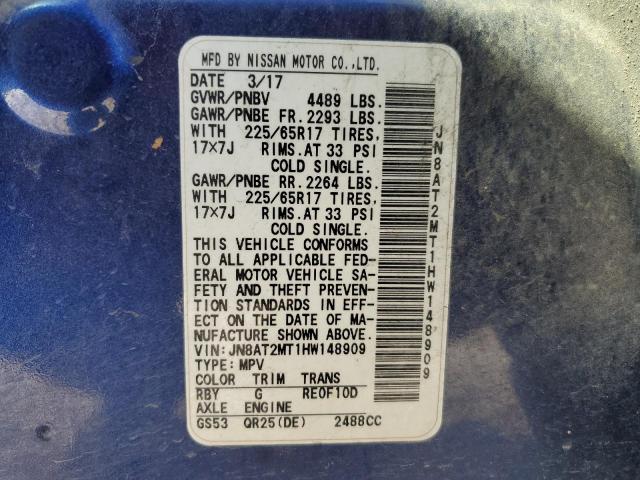 MFD BY NISSAN MOTOR CO.,LTD.
DATE 3/17
GVWR/PNBV 4489 LBS.
GAWR/PNBE FR. 2293 LBS.
WITH 225/65R17 TIRES,
17×7J RIMS. AT 33 PSI
COLD SINGLE.
GAWR/PNBE RR. 2264 LBS.
WITH 225/65R17 TIRES,
17×7J RIMS. AT 33 PSI
COLD SINGLE.
THIS VEHICLE CONFORMS
TO ALL APPLICABLE FED-
ERAL MOTOR VEHICLE SA-
FETY AND THEFT PREVEN-
TION STANDARDS IN EFF-
ECT ON THE DATE OF MA-
NUFACTURE SHOWN ABOVE.
VIN: JN8AT2MT1HW148909
TYPE: MPV
COLOR TRIM TRANS
RBY G RE0F10D
AXLE ENGINE
GS53 QR25(DE) 2488CC
JN8AT2MT1HW148909